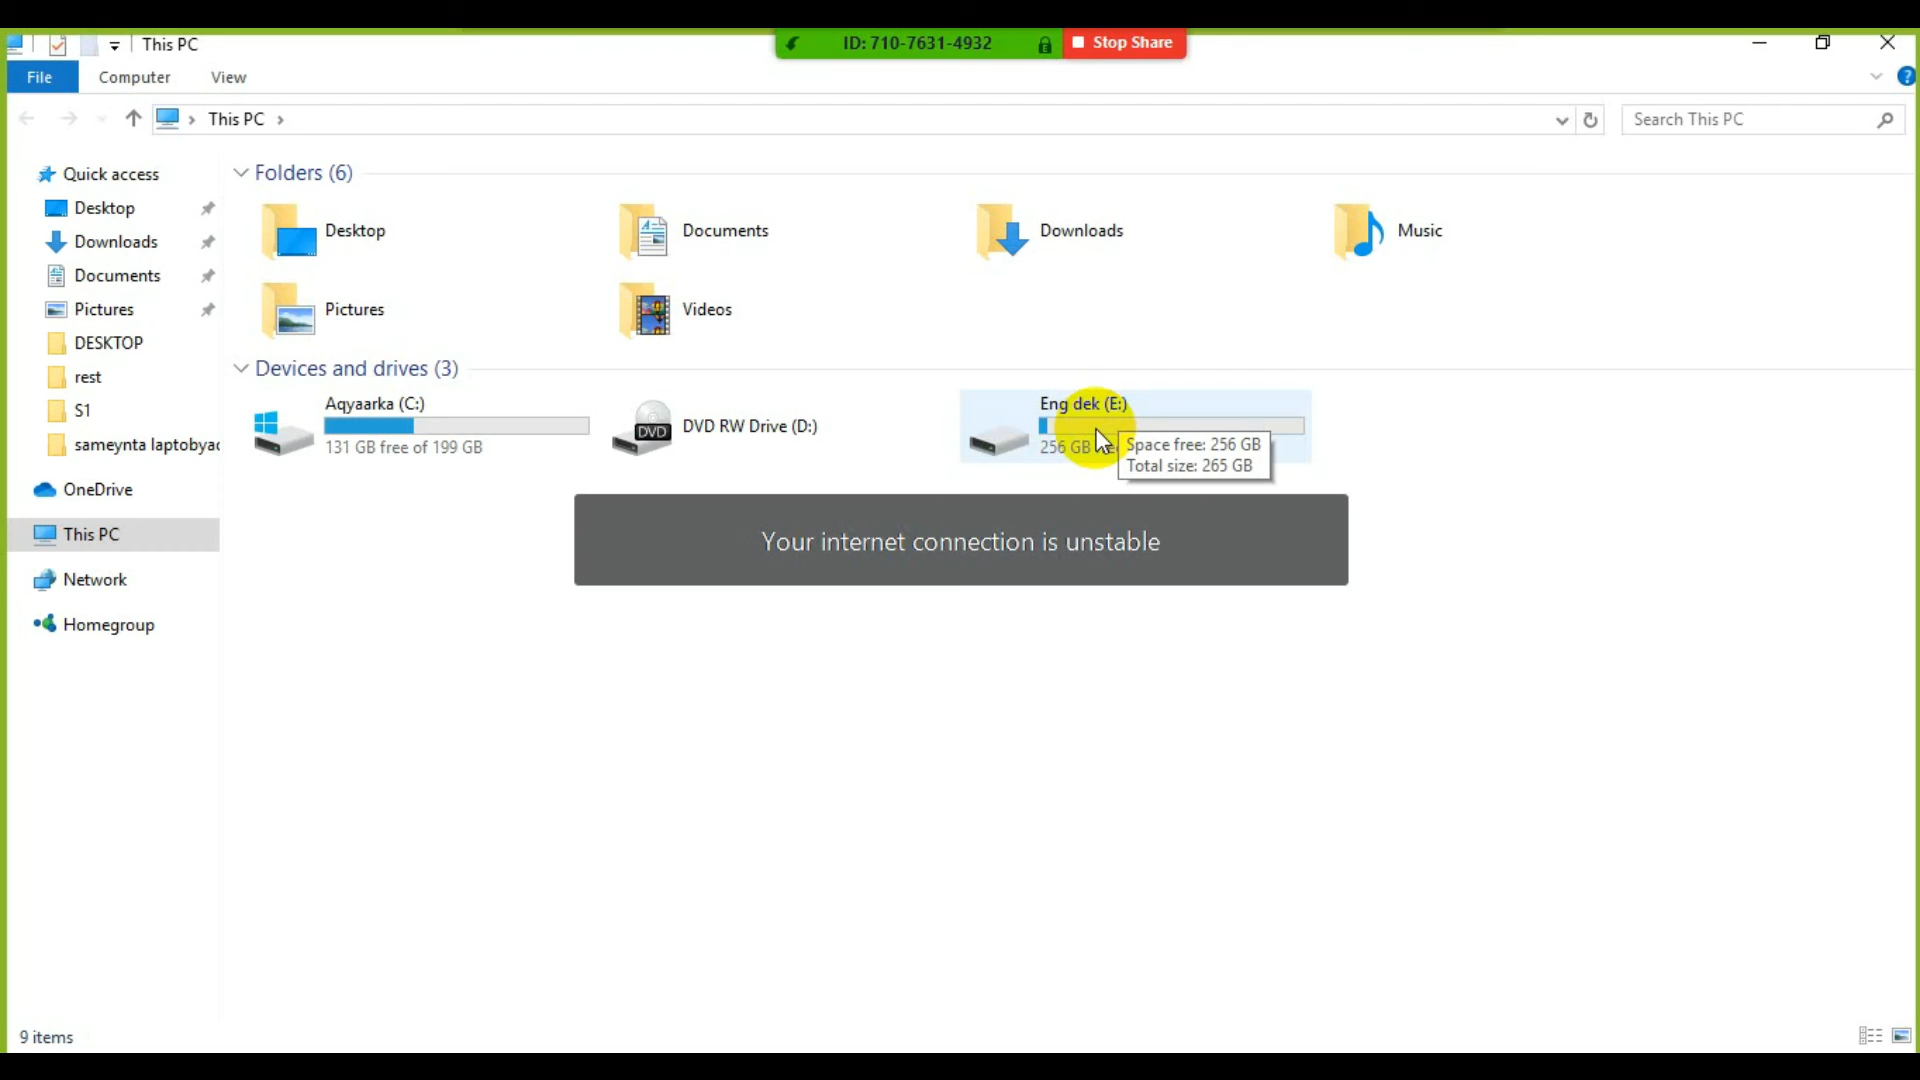 This PC
ID: 710-7631-4932
Stop Share
File Computer View
This PC
Search This PC
Quick access
Desktop
Downloads
Documents
Pictures
DESKTOP
rest
S1
sameynta laptobyac
OneDrive
This PC
Network
Homegroup
Folders (6)
Desktop
Documents
Downloads
Music
Pictures
Videos
Devices and drives (3)
Aqyaarka (C:)
131 GB free of 199 GB
DVD
DVD RW Drive (D:)
Eng dek (E:)
256 GB
Space free: 256 GB
Total size: 265 GB
Your internet connection is unstable
9 items